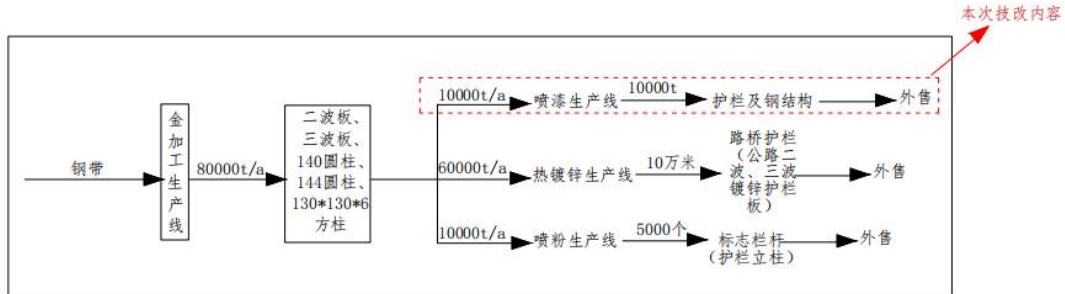 本次技改内容
钢带
金
加
工
生
产
线
80000t/a
二波板、
三波板、
140圆柱、
144圆柱、
130*130*6
方柱
10000t/a
喷漆生产线
10000t
护栏及钢结构
外售
60000t/a
热镀锌生产线
10万米
路桥护栏
（公路二
波、三波
镀锌护栏
板）
外售
10000t/a
喷粉生产线
5000个
标志栏杆
（护栏立柱）
外售